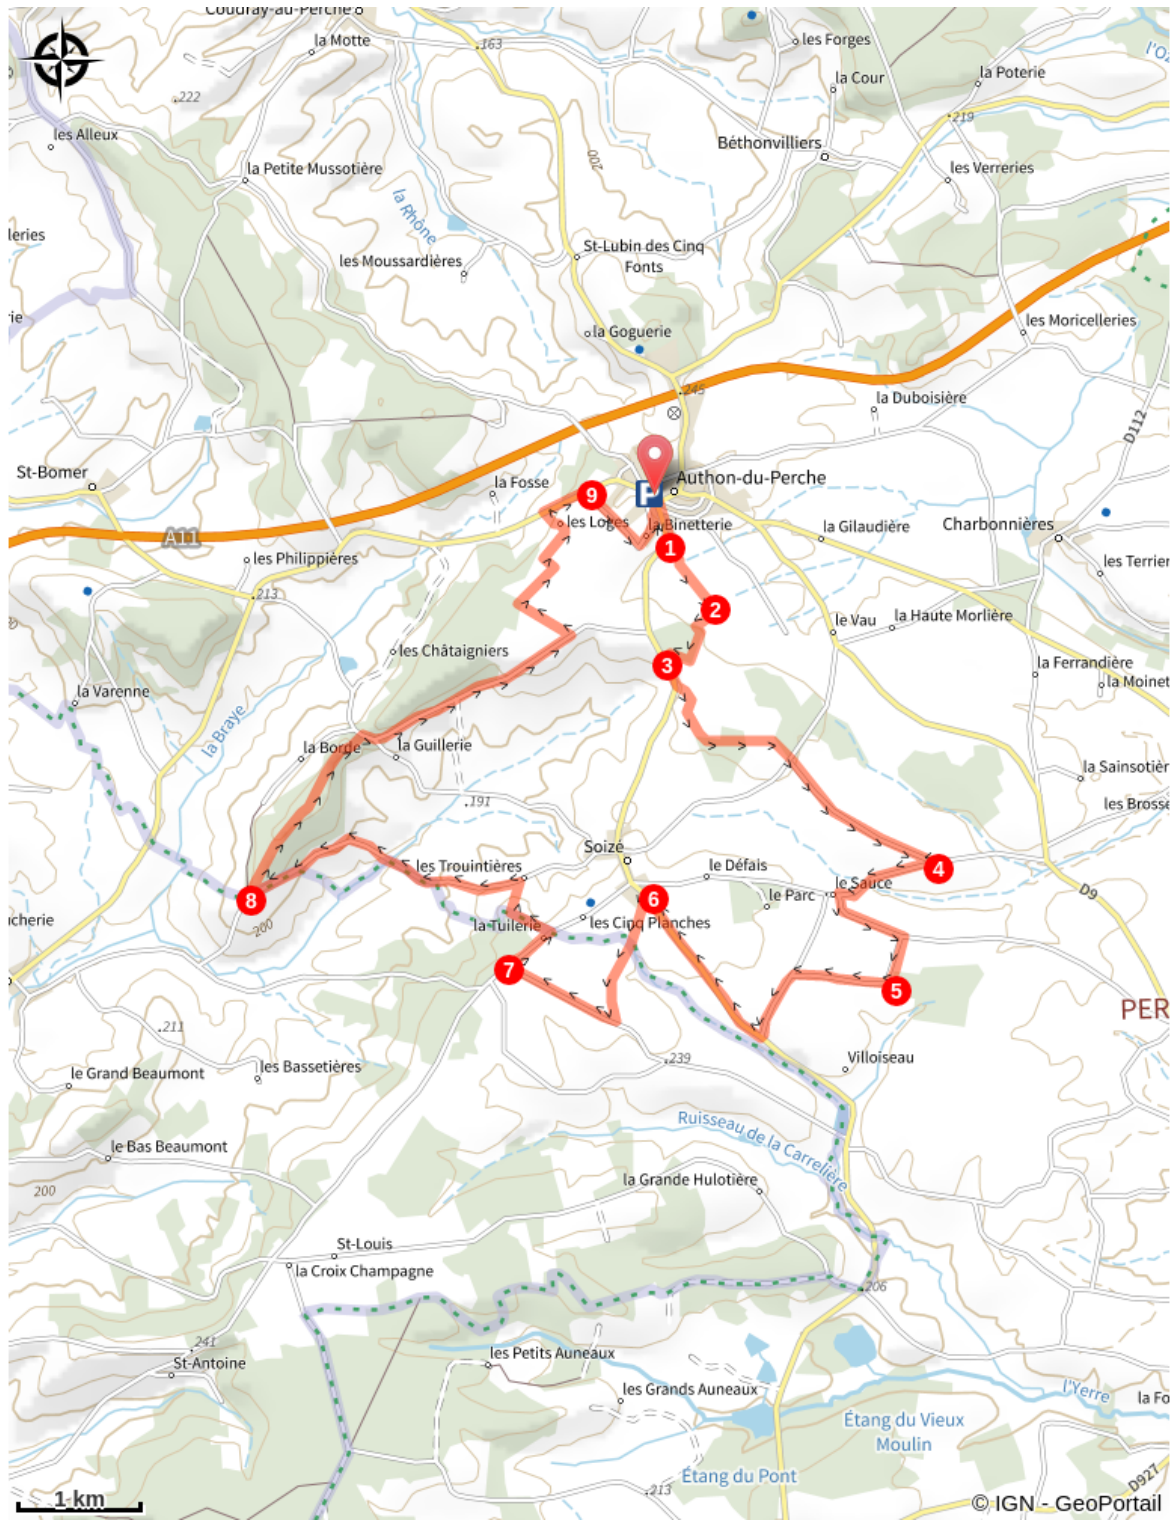 Coudray-au-Perche
la Motte
163
les Forges
la Cour
la Poterie
l'Oz
222
219
les Alleux
Béthonvilliers
la Petite Mussotière
200
les Verreries
la Rhône
leries
St-Lubin des Cinq
Fonts
les Moussardières
rie
la Goguerie
les Moricelleries
245
la Duboisière
D112
St-Bomer
la Fosse
P
Authon-du-Perche
9
les Loges
la Binetterie
la Gilaudière
Charbonnières
A11
1
les Philippières
les Terrier
213
2
la Haute Morlière
le Vau
les Châtaigniers
3
la Ferrandière
la Moinet
la Varenne
la Braye
la Borde
la Guillerie
la Sainsotièr
191
les Brosse
Soizé
les Trouintières
le Défais
4
le Sauce
D9
le Parc
8
6
ucherie
200
la Tuilerie
les Cinq Planches
7
5
PER
211
239
Villoiseau
le Grand Beaumont
les Bassetières
Ruisseau de la Carrelière
le Bas Beaumont
200
la Grande Hulotière
St-Louis
la Croix Champagne
206
241
St-Antoine
les Petits Auneaux
les Grands Auneaux
l'Yerre
la Fo
Étang du Vieux
Moulin
Étang du Pont
213
D927
1 km
© IGN - GeoPortail